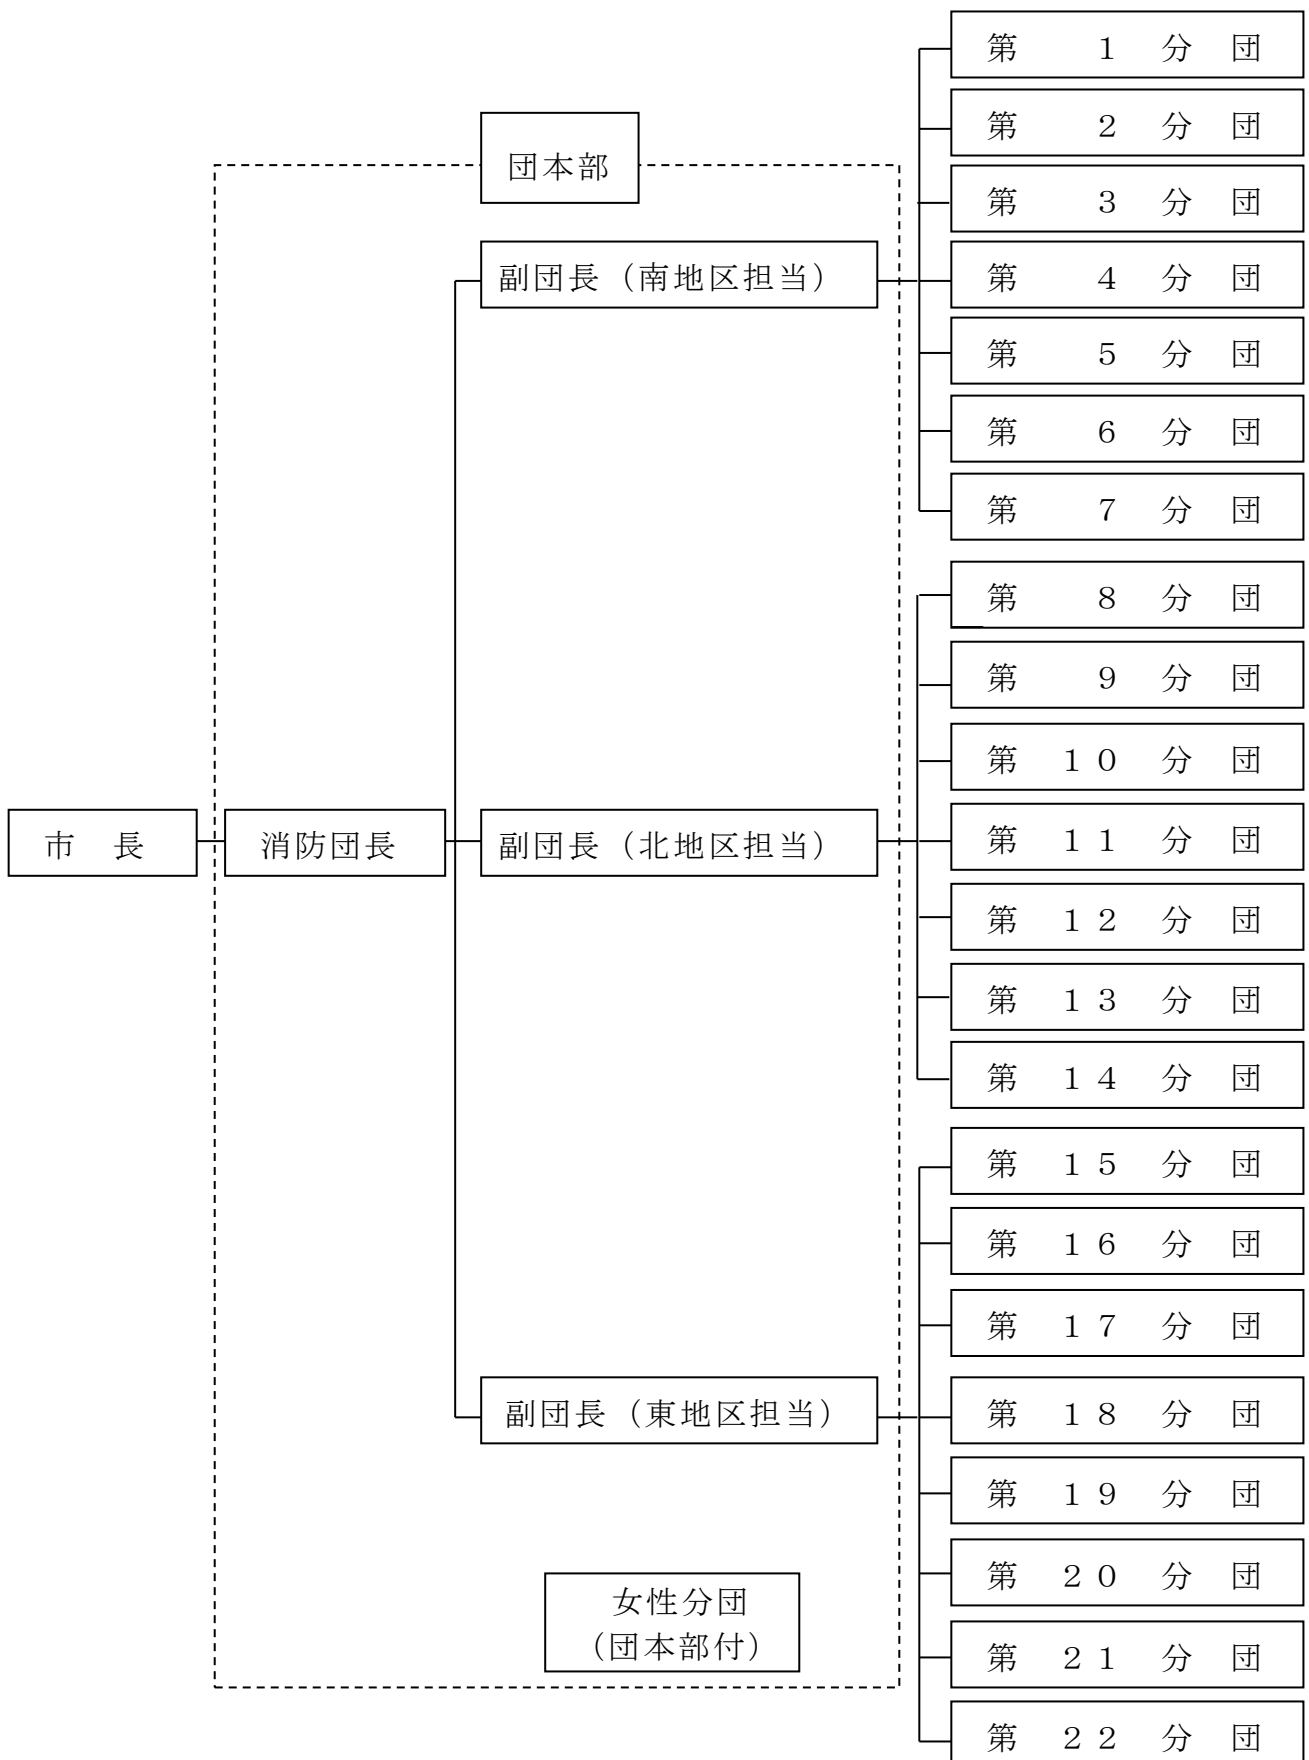 市　長
団本部
消防団長
副団長（南地区担当）
副団長（北地区担当）
副団長（東地区担当）
女性分団
（団本部付）
第　１　分　団
第　２　分　団
第　３　分　団
第　４　分　団
第　５　分　団
第　６　分　団
第　７　分　団
第　８　分　団
第　９　分　団
第　１０　分　団
第　１１　分　団
第　１２　分　団
第　１３　分　団
第　１４　分　団
第　１５　分　団
第　１６　分　団
第　１７　分　団
第　１８　分　団
第　１９　分　団
第　２０　分　団
第　２１　分　団
第　２２　分　団